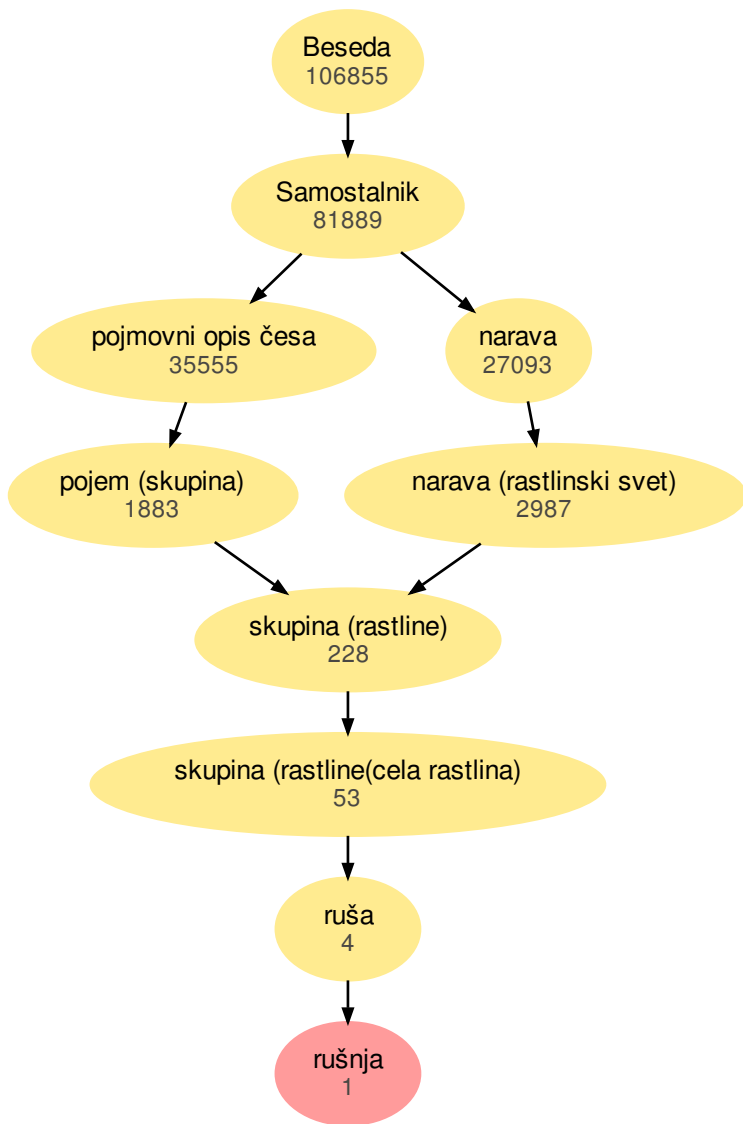 Beseda
106855
Samostalnik
81889
pojmovni opis česa
35555
narava
27093
pojem (skupina)
1883
narava (rastlinski svet)
2987
skupina (rastline)
228
skupina (rastline(cela rastlina)
53
ruša
4
rušnja
1